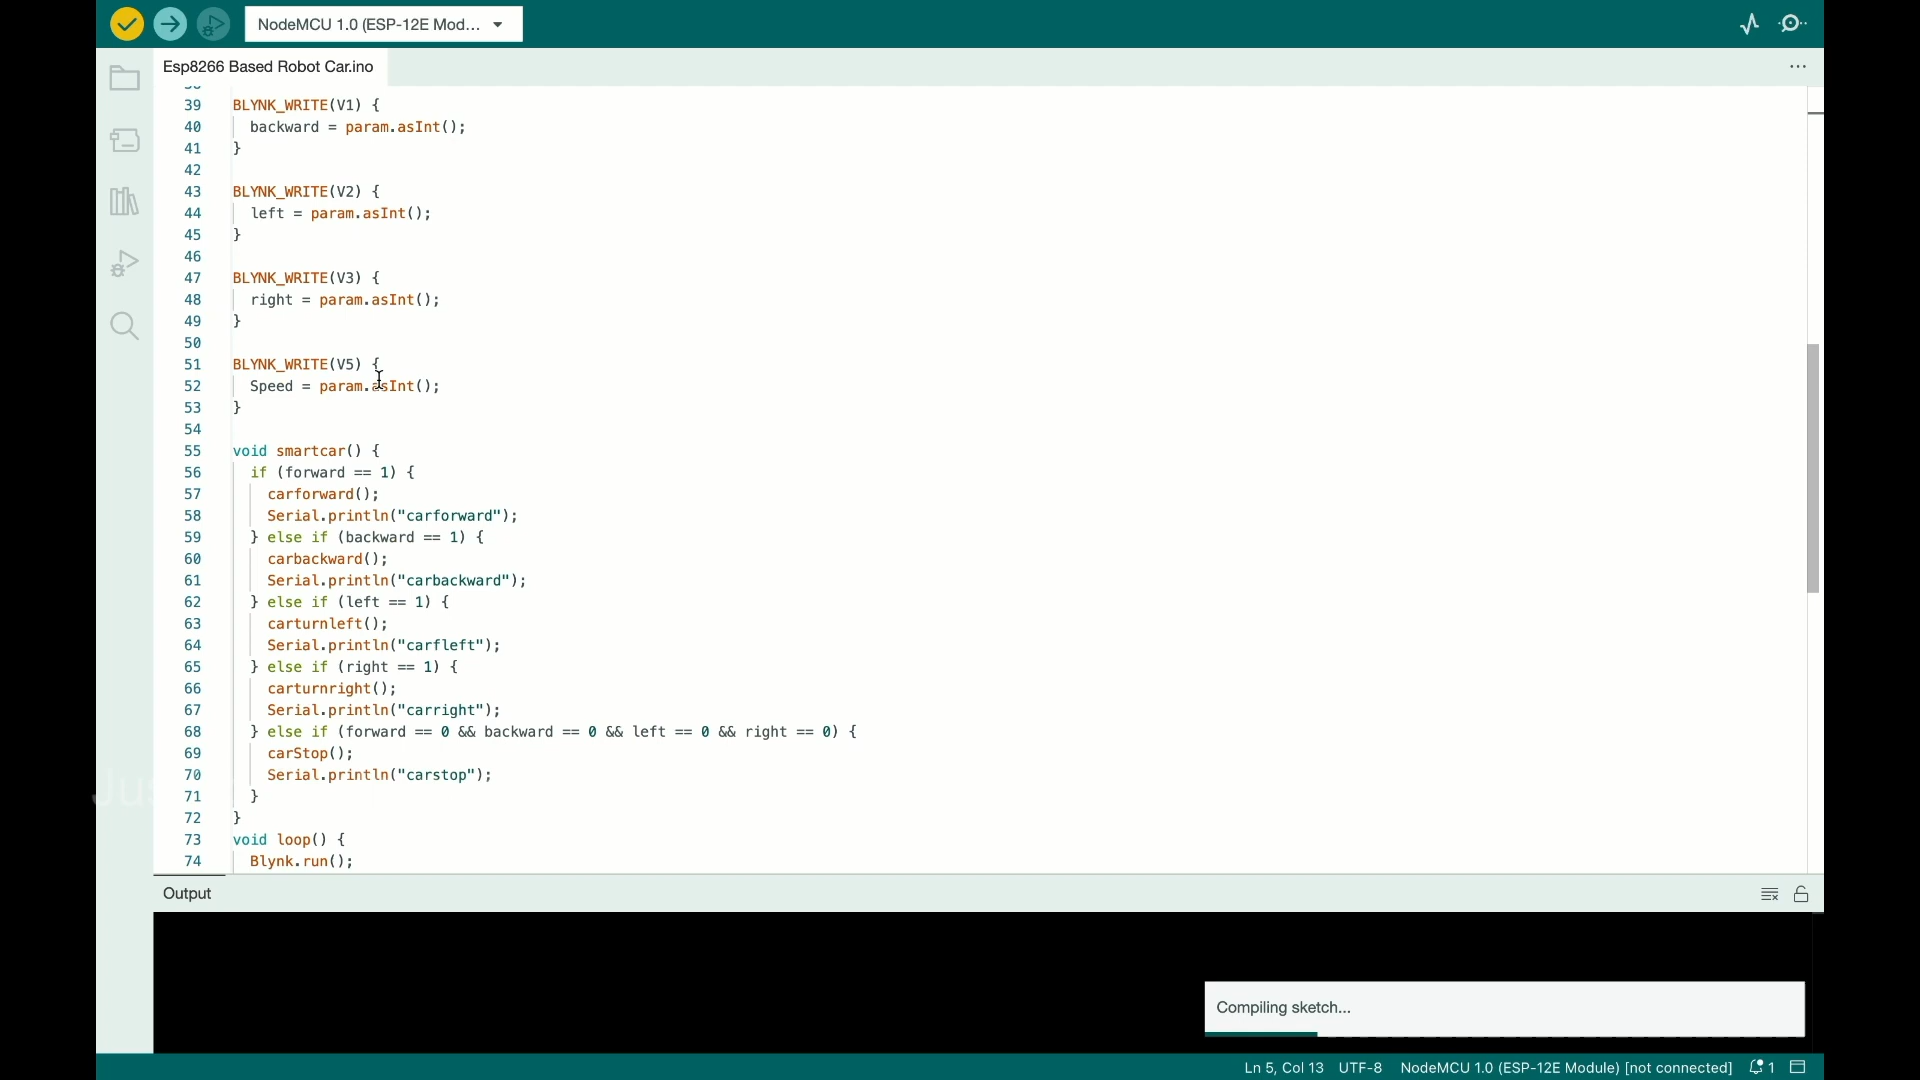 NodeMCU 1.0 (ESP-12E Mod...
Esp8266 Based Robot Car.ino
39 BLYNK_WRITE(V1) {
40 backward = param.asInt();
41 }
42
43 BLYNK_WRITE(V2) {
44 left = param.asInt();
45 }
46
47 BLYNK_WRITE(V3) {
48 right = param.asInt();
49 }
50
51 BLYNK_WRITE(V5) {
52 Speed = param.asInt();
53 }
54
55 void smartcar() {
56 if (forward == 1) {
57 carforward();
58 Serial.println("carforward");
59 } else if (backward == 1) {
60 carbackward();
61 Serial.println("carbackward");
62 } else if (left == 1) {
63 carturnleft();
64 Serial.println("carfleft");
65 } else if (right == 1) {
66 carturnright();
67 Serial.println("carright");
68 } else if (forward == 0 && backward == 0 && left == 0 && right == 0) {
69 carStop();
70 Serial.println("carstop");
71 }
72 }
73 void loop() {
74 Blynk.run();
Output
Compiling sketch...
Ln 5, Col 13 UTF-8 NodeMCU 1.0 (ESP-12E Module) [not connected] 1